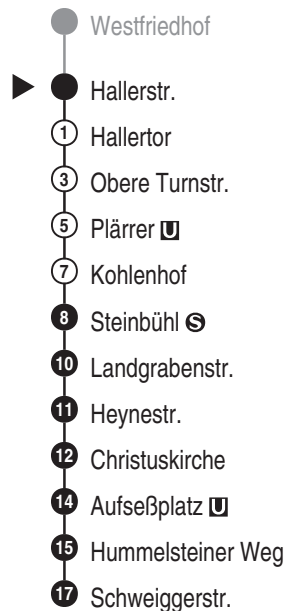 Westfriedhof
Hallerstr.
1 Hallertor
3 Obere Turnstr.
5 Plärrer U
7 Kohlenhof
8 Steinbühl S
10 Landgrabenstr.
11 Heynestr.
12 Christuskirche
14 Aufseßplatz U
15 Hummelsteiner Weg
17 Schweiggerstr.